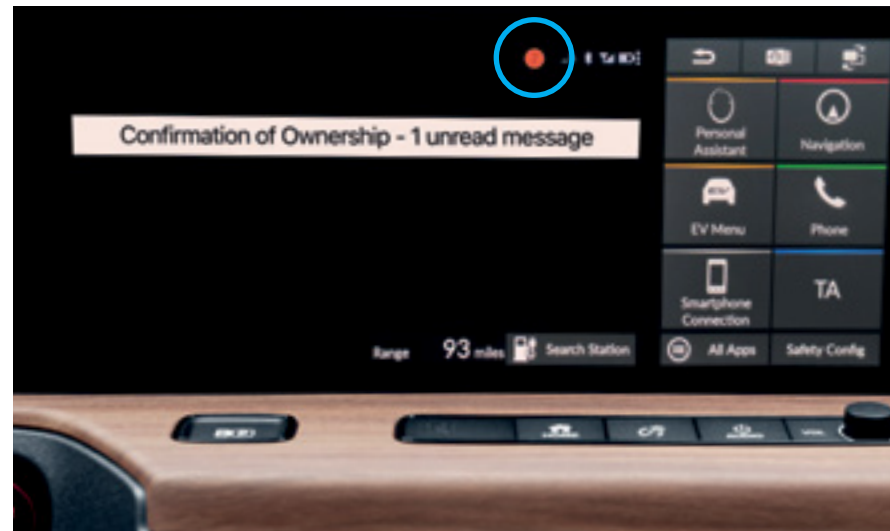 Confirmation of Ownership - 1 unread message
Personal
Assistant
Navigation
EV Menu
Phone
Smartphone
Connection
TA
Range 93 miles Search Station
All Apps
Safety Config
VOL